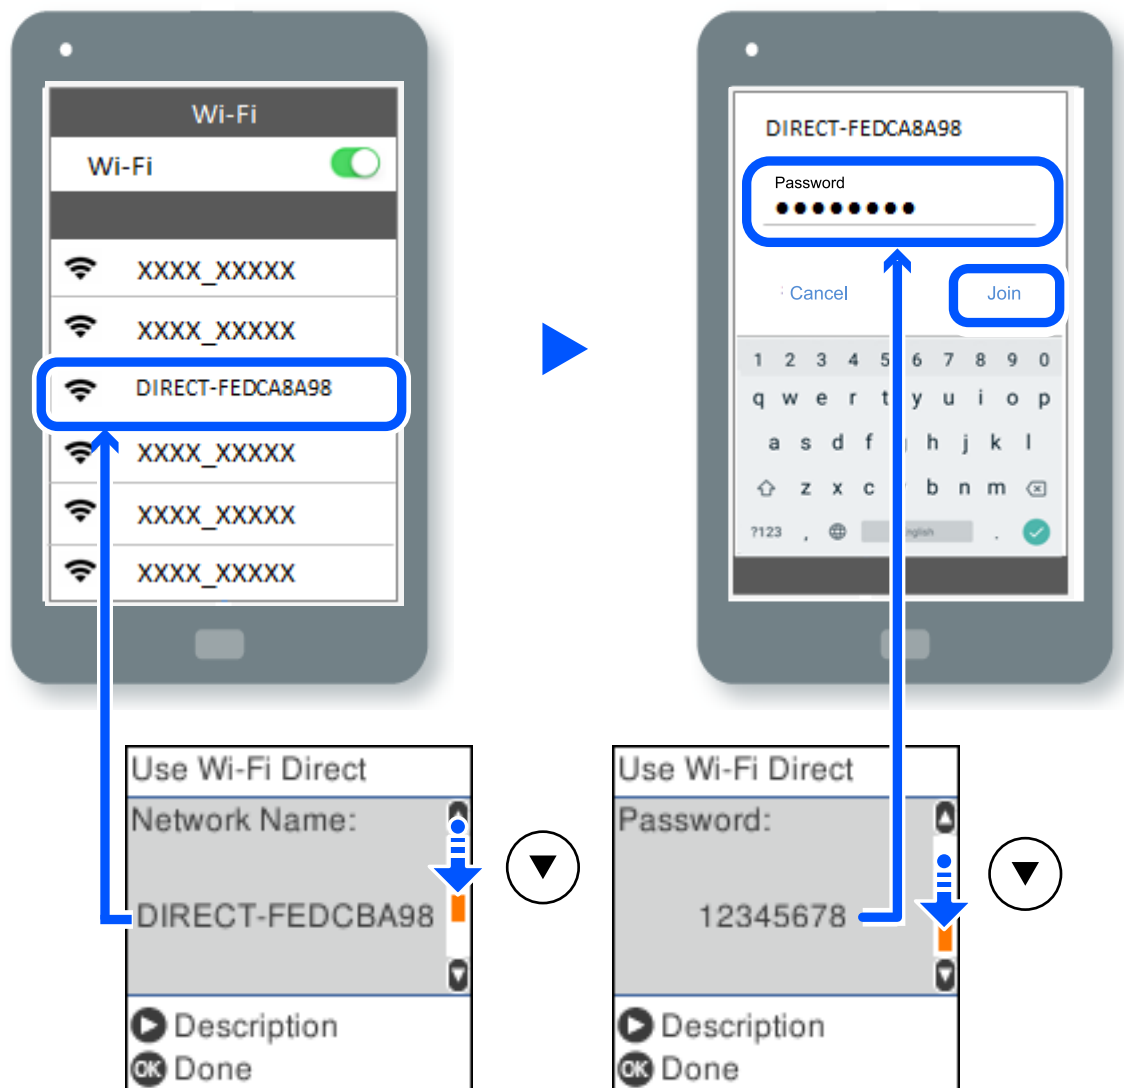 Wi-Fi
Wi-Fi
XXXX_XXXXX
XXXX_XXXXX
DIRECT-FEDCA8A98
XXXX_XXXXX
XXXX_XXXXX
XXXX_XXXXX
DIRECT-FEDCA8A98
Password
●●●●●●●●
Cancel
Join
1 2 3 4 5 6 7 8 9 0
q w e r t y u i o p
a s d f h j k l
z x c b n m
?123 , .
Use Wi-Fi Direct
Network Name:
DIRECT-FEDCBA98
Description
OK Done
Use Wi-Fi Direct
Password:
12345678
Description
OK Done